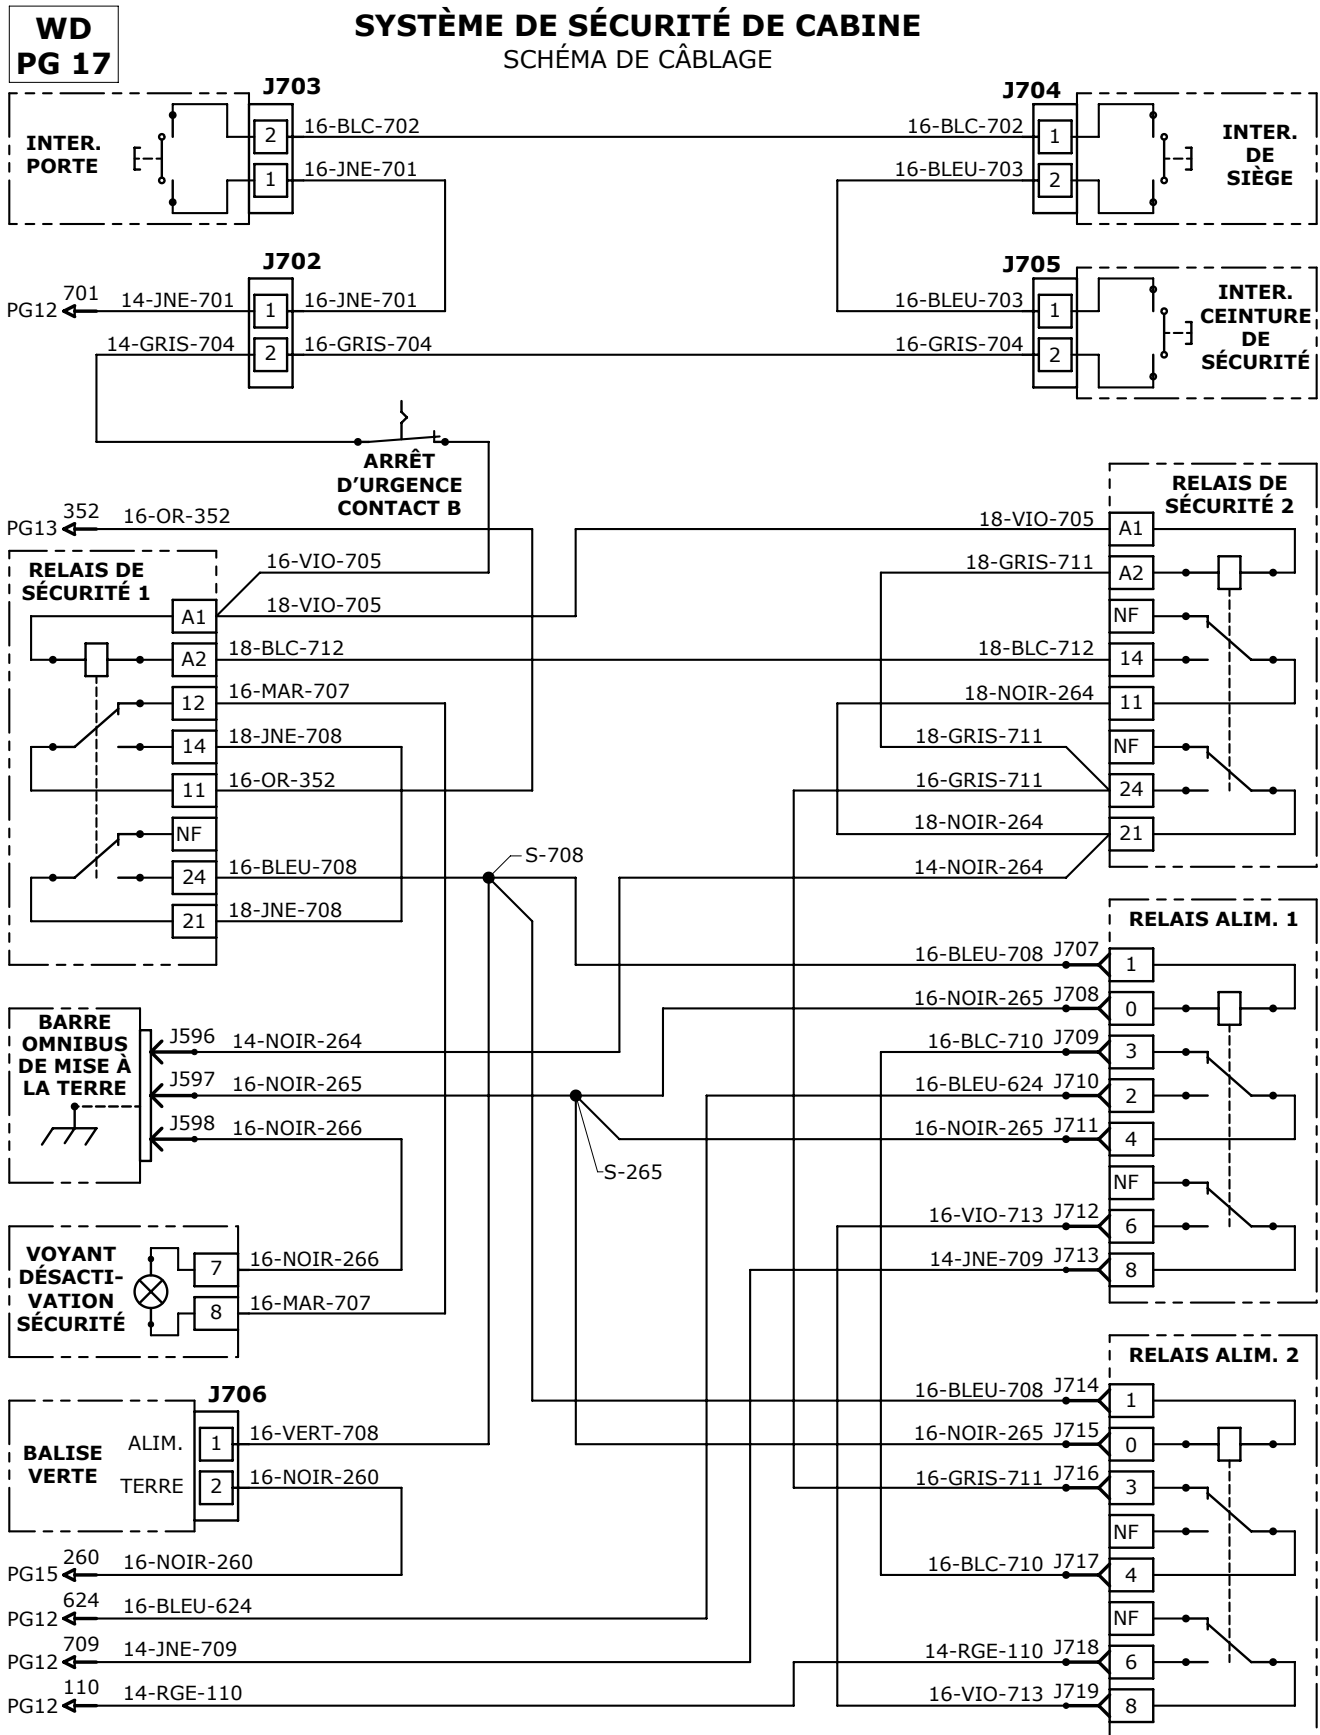 WD
PG 17
SYSTÈME DE SÉCURITÉ DE CABINE
SCHÉMA DE CÂBLAGE
J703
INTER.
PORTE
2
1
16-BLC-702
16-JNE-701
J704
16-BLC-702
16-BLEU-703
1
2
INTER.
DE
SIÈGE
J702
701
PG12
14-JNE-701
1
16-JNE-701
14-GRIS-704
2
16-GRIS-704
J705
16-BLEU-703
1
16-GRIS-704
2
INTER.
CEINTURE
DE
SÉCURITÉ
ARRÊT
D'URGENCE
CONTACT B
352
PG13
16-OR-352
RELAIS DE
SÉCURITÉ 1
16-VIO-705
A1
18-VIO-705
A2
18-BLC-712
12
16-MAR-707
14
18-JNE-708
11
16-OR-352
NF
24
16-BLEU-708
21
18-JNE-708
S-708
RELAIS DE
SÉCURITÉ 2
18-VIO-705
A1
18-GRIS-711
A2
NF
18-BLC-712
14
18-NOIR-264
11
18-GRIS-711
NF
16-GRIS-711
24
18-NOIR-264
21
14-NOIR-264
RELAIS ALIM. 1
16-BLEU-708
J707
1
16-NOIR-265
J708
0
16-BLC-710
J709
3
16-BLEU-624
J710
2
16-NOIR-265
J711
4
NF
16-VIO-713
J712
6
14-JNE-709
J713
8
BARRE
OMNIBUS
DE MISE À
LA TERRE
J596
14-NOIR-264
J597
16-NOIR-265
J598
16-NOIR-266
S-265
VOYANT
DÉSACTI-
VATION
SÉCURITÉ
7
16-NOIR-266
8
16-MAR-707
J706
BALISE
VERTE
ALIM.
1
16-VERT-708
TERRE
2
16-NOIR-260
RELAIS ALIM. 2
16-BLEU-708
J714
1
16-NOIR-265
J715
0
16-GRIS-711
J716
3
NF
16-BLC-710
J717
4
NF
14-RGE-110
J718
6
16-VIO-713
J719
8
260
PG15
16-NOIR-260
624
PG12
16-BLEU-624
709
PG12
14-JNE-709
110
PG12
14-RGE-110